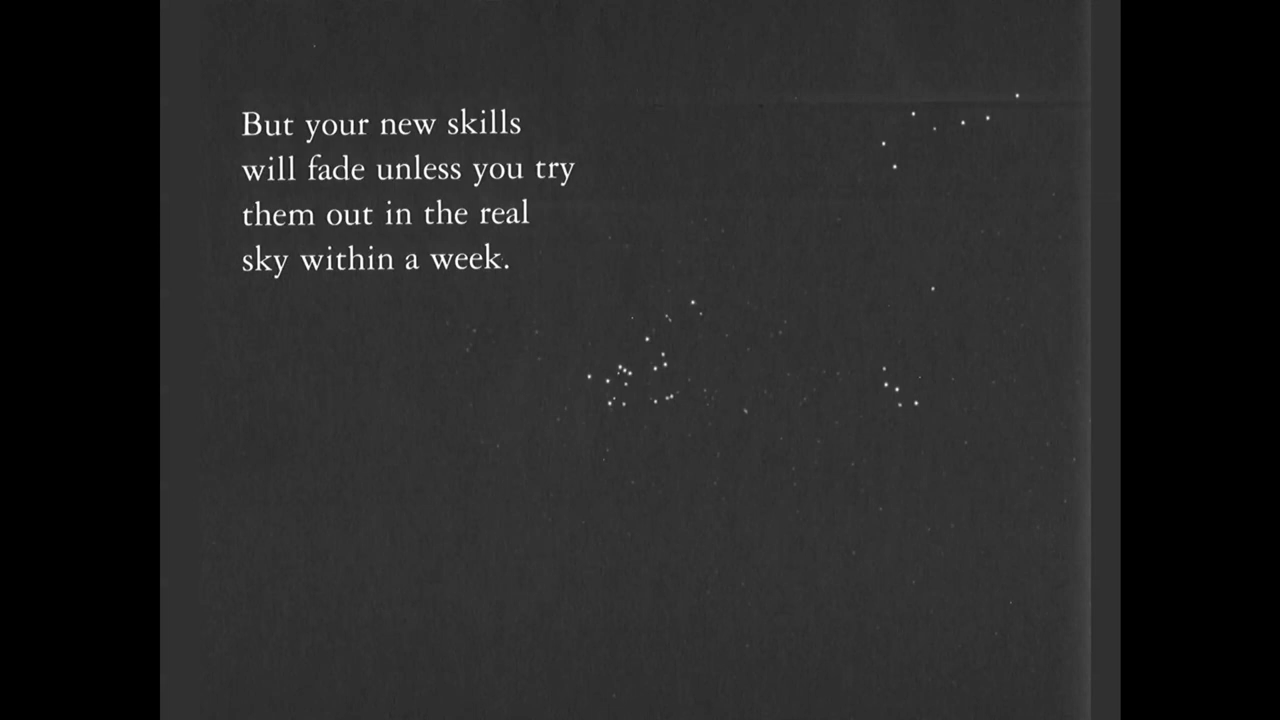 But your new skills
will fade unless you try
them out in the real
sky within a week.